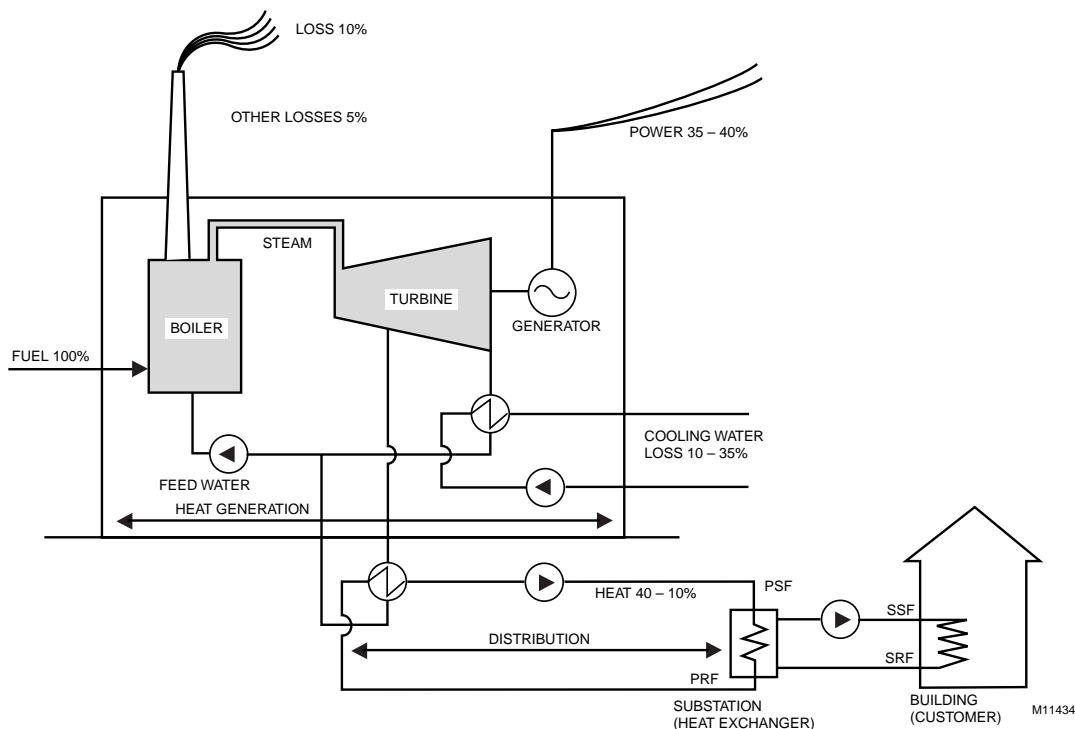 LOSS 10%
OTHER LOSSES 5%
POWER 35 – 40%
STEAM
TURBINE
GENERATOR
BOILER
FUEL 100%
COOLING WATER
LOSS 10 – 35%
FEED WATER
HEAT GENERATION
HEAT 40 – 10%
PSF
SSF
DISTRIBUTION
SRF
PRF
SUBSTATION
(HEAT EXCHANGER)
BUILDING
(CUSTOMER)
M11434